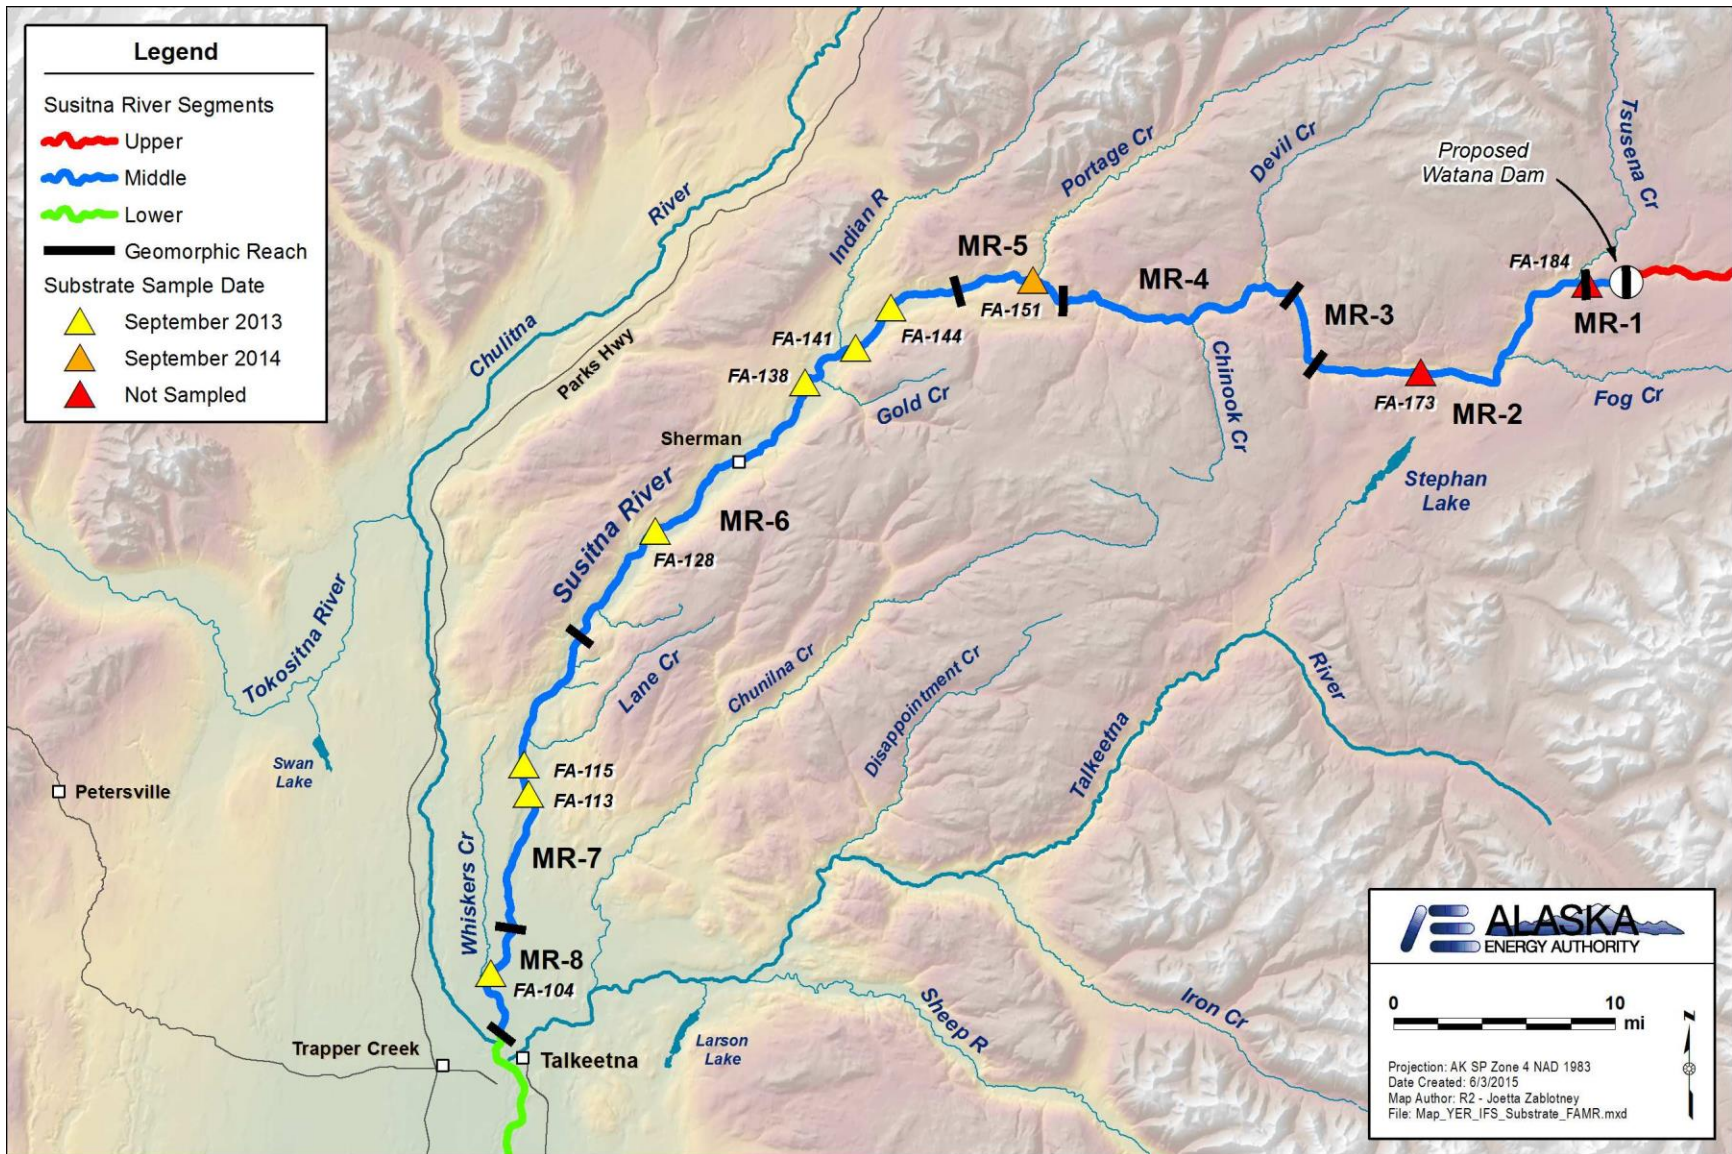 Legend
Susitna River Segments
Upper
Middle
Lower
Geomorphic Reach
Substrate Sample Date
September 2013
September 2014
Not Sampled
River
Chulitna
Parks Hwy
Indian R
Portage Cr
Devil Cr
Tsusena Cr
Proposed
Watana Dam
MR-5
MR-4
FA-184
FA-151
MR-3
MR-1
FA-141
FA-144
FA-138
Gold Cr
Chinook Cr
FA-173
MR-2
Fog Cr
Sherman
Stephan
Lake
Susitna River
MR-6
FA-128
Tokositna River
Lane Cr
Chunilna Cr
Disappointment Cr
River
Talkeetna
Swan
Lake
Petersville
FA-115
FA-113
Whiskers Cr
MR-7
MR-8
FA-104
Sheep R
Iron Cr
Larson
Lake
Trapper Creek
Talkeetna
ALASKA
ENERGY AUTHORITY
0 10
mi
N
Projection: AK SP Zone 4 NAD 1983
Date Created: 6/3/2015
Map Author: R2 - Joetta Zablotney
File: Map_YER_IFS_Substrate_FAMR.mxd